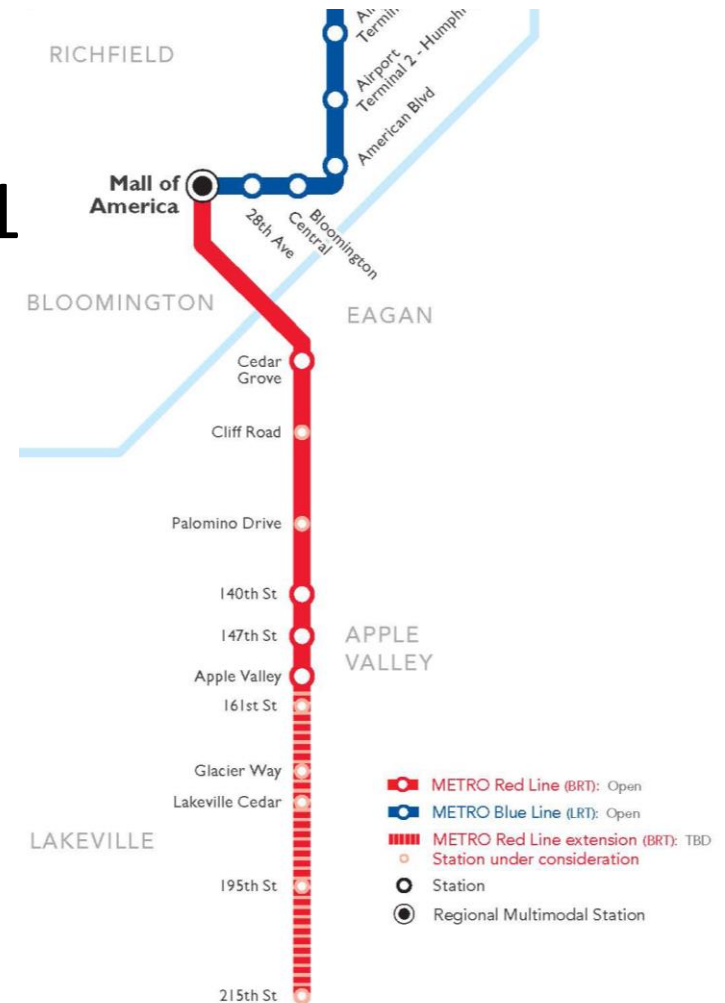 Airport
Terminal 2 - Humphr
RICHFIELD
American Blvd
1
Mall of
America
28th Ave
Bloomington
Central
BLOOMINGTON
EAGAN
Cedar
Grove
Cliff Road
Palomino Drive
140th St
147th St
APPLE
VALLEY
Apple Valley
161st St
Glacier Way
Lakeville Cedar
LAKEVILLE
195th St
215th St
METRO Red Line (BRT): Open
METRO Blue Line (LRT): Open
METRO Red Line extension (BRT): TBD
Station under consideration
Station
Regional Multimodal Station